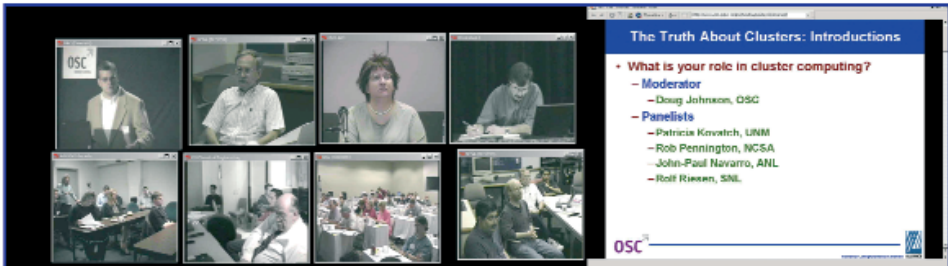 OSC
The Truth About Clusters: Introductions
• What is your role in cluster computing?
– Moderator
– Doug Johnson, OSC
– Panelists
– Patricia Kovatch, UNM
– Rob Pennington, NCSA
– John-Paul Navarro, ANL
– Rolf Riesen, SNL
OSC